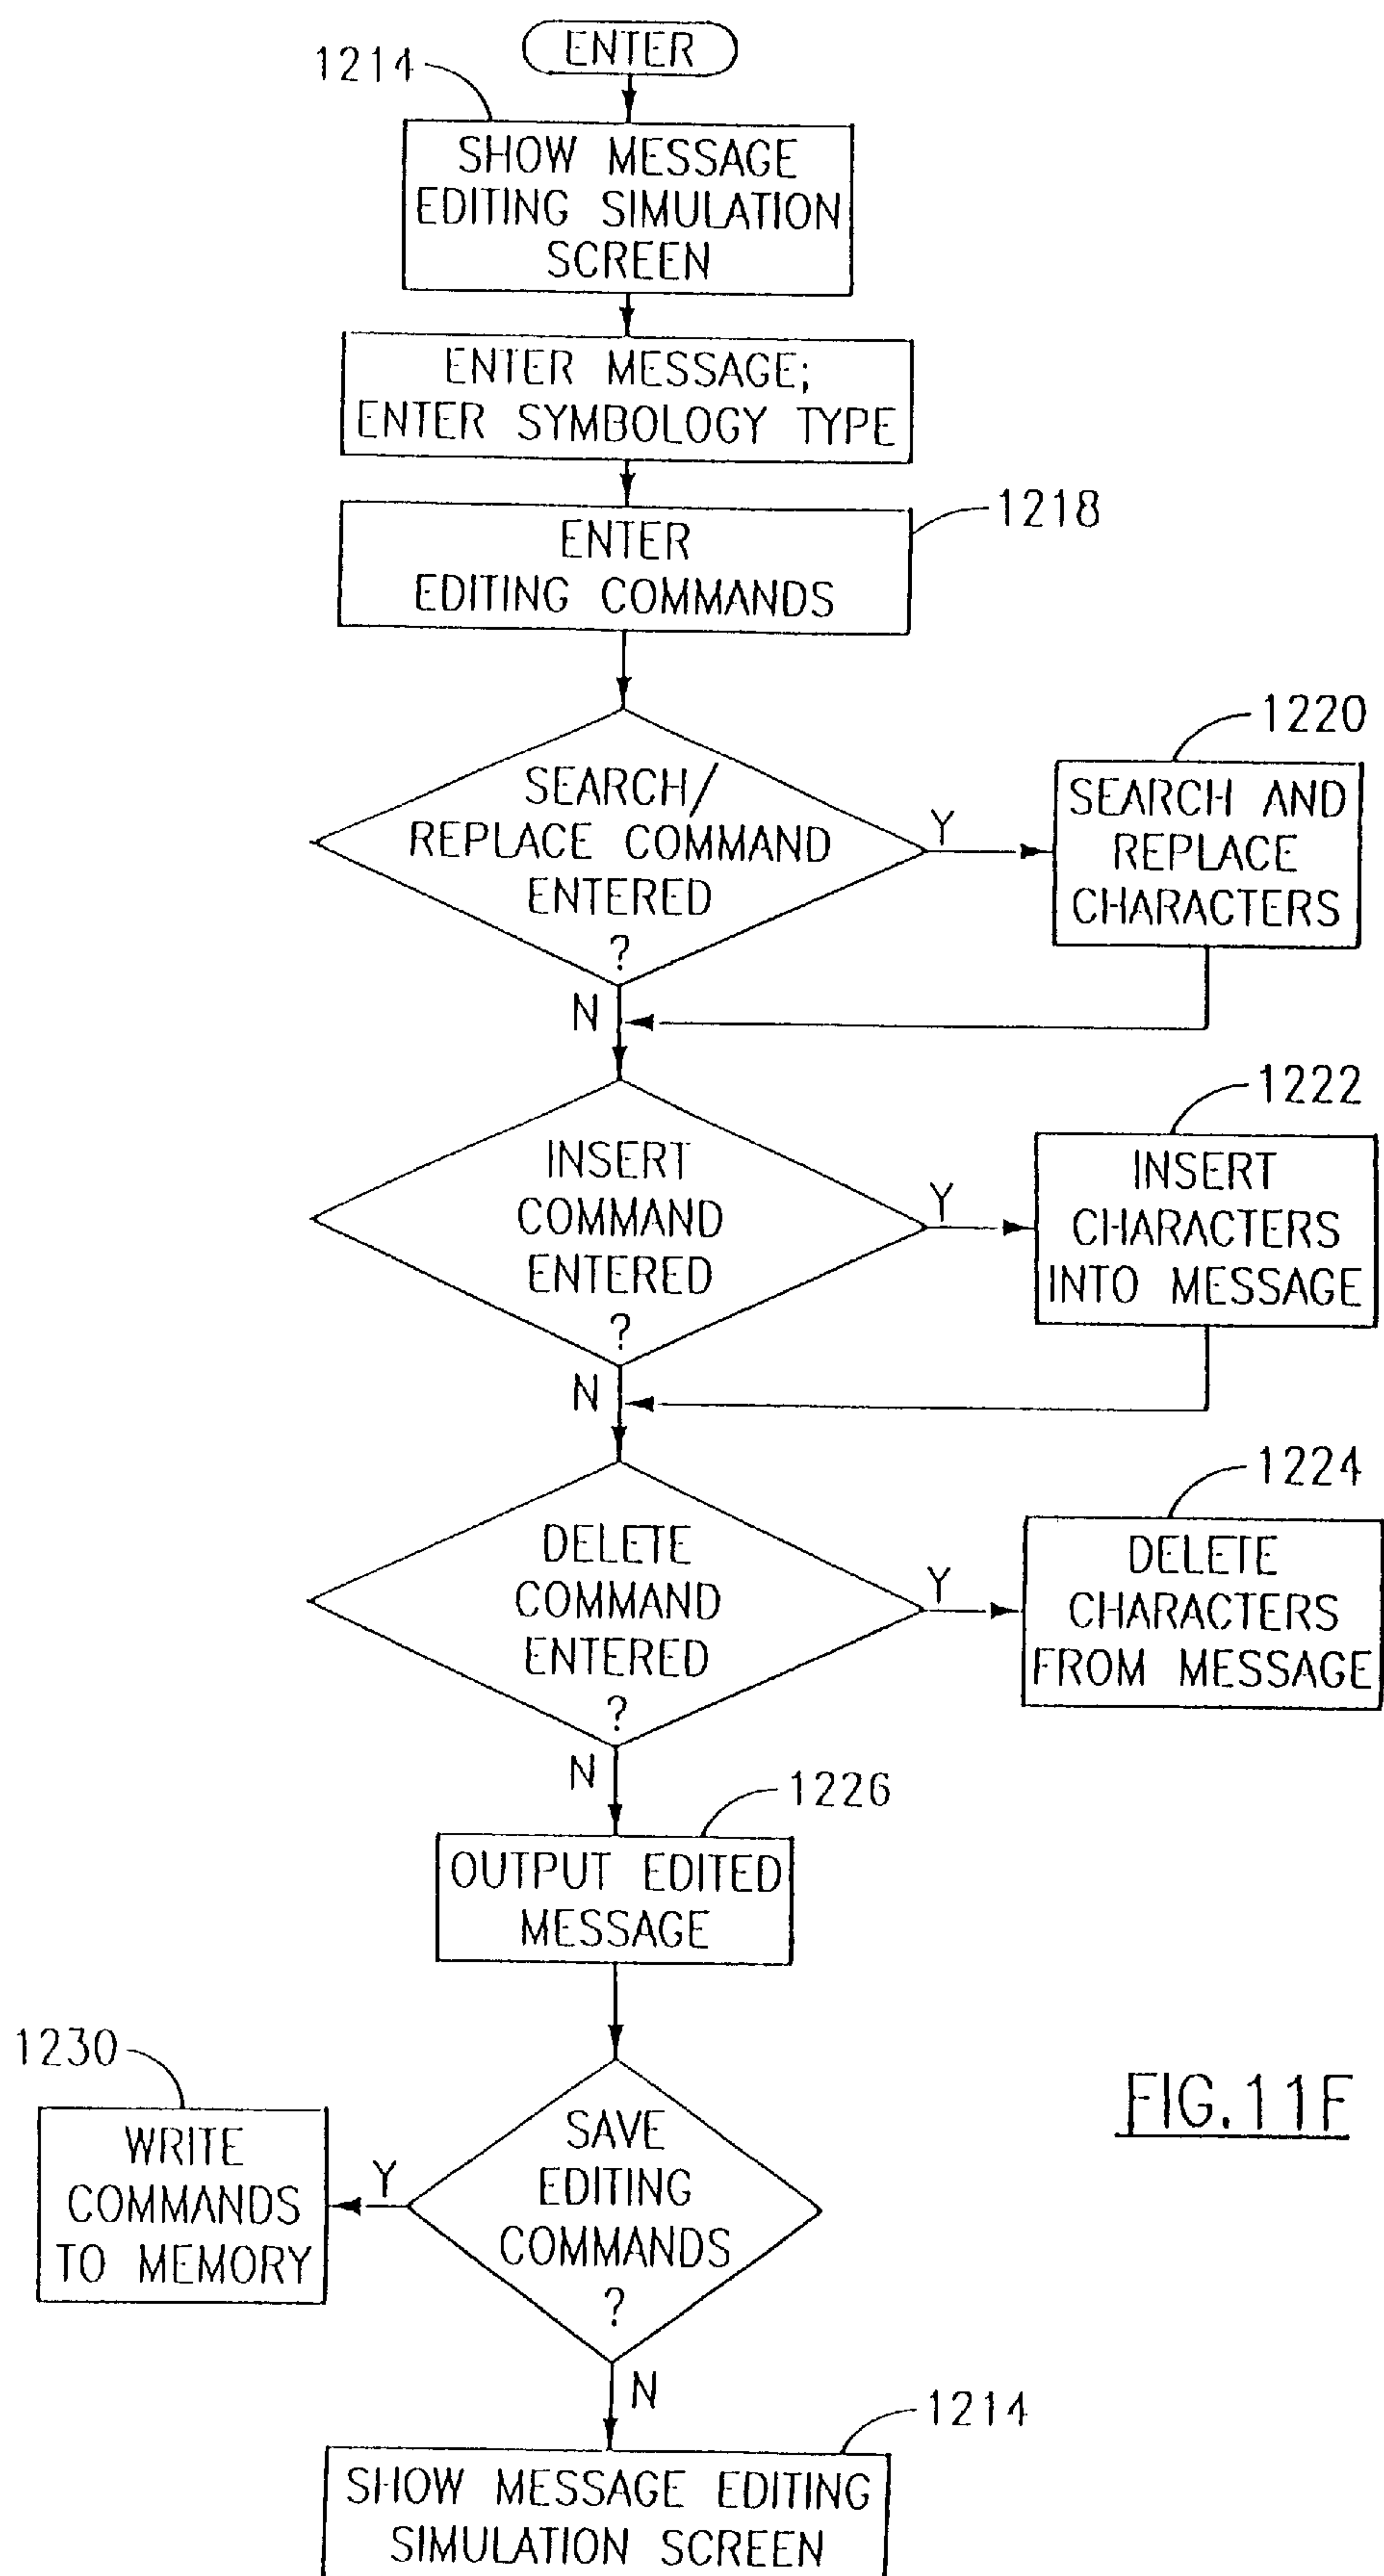 ENTER
1214
SHOW MESSAGE
EDITING SIMULATION
SCREEN
ENTER MESSAGE;
ENTER SYMBOLOGY TYPE
1218
ENTER
EDITING COMMANDS
SEARCH/
REPLACE COMMAND
ENTERED
?
Y
1220
SEARCH AND
REPLACE
CHARACTERS
N
INSERT
COMMAND
ENTERED
?
Y
1222
INSERT
CHARACTERS
INTO MESSAGE
N
DELETE
COMMAND
ENTERED
?
Y
1224
DELETE
CHARACTERS
FROM MESSAGE
N
1226
OUTPUT EDITED
MESSAGE
SAVE
EDITING
COMMANDS
?
Y
1230
WRITE
COMMANDS
TO MEMORY
FIG.11F
N
1214
SHOW MESSAGE EDITING
SIMULATION SCREEN